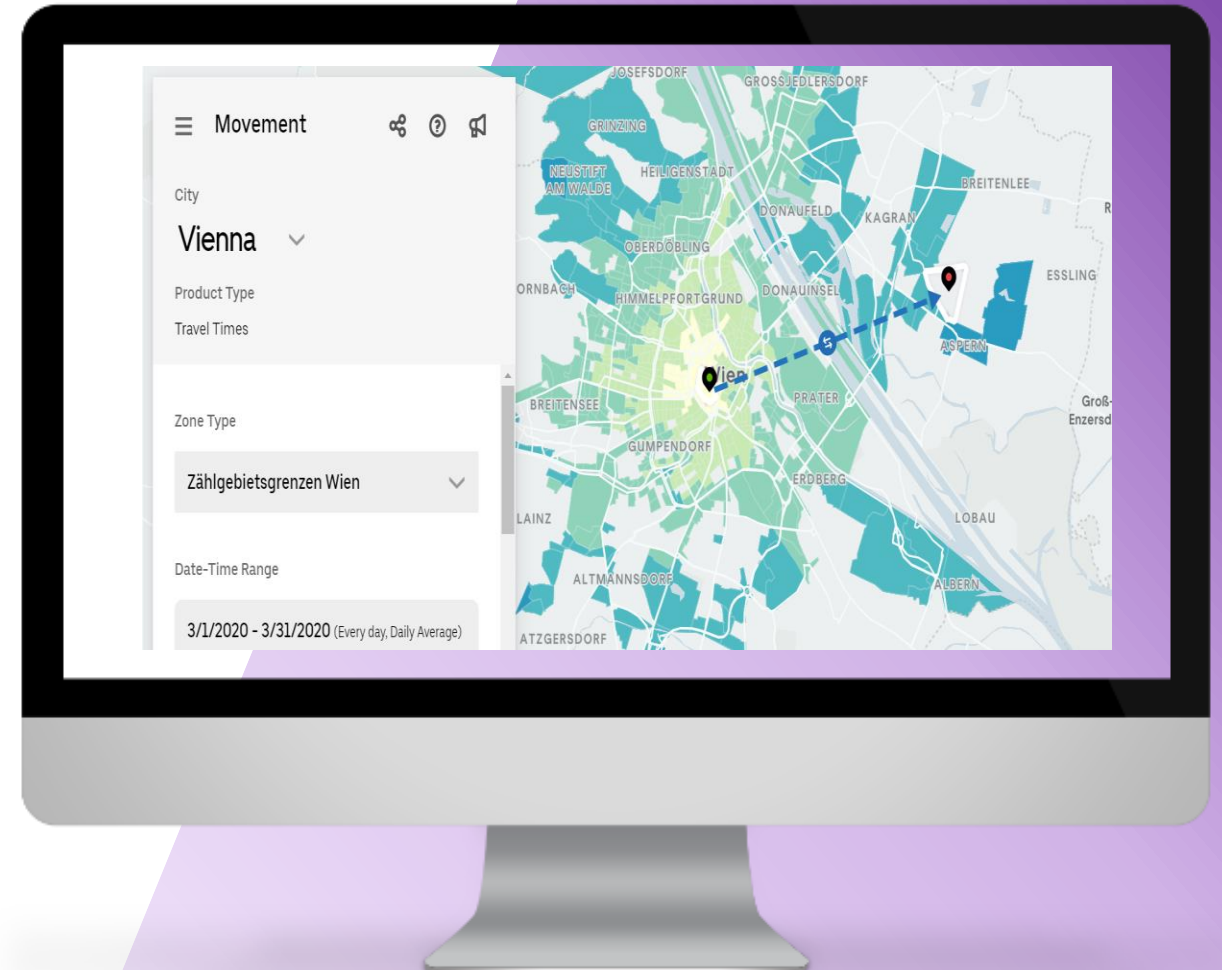 Movement
City
Vienna
Product Type
Travel Times
Zone Type
Zählgebietsgrenzen Wien
Date-Time Range
3/1/2020 - 3/31/2020 (Every day, Daily Average)
JOSEFSDORF
GROSSJEDLERSDORF
GRINZING
NEUSTIFT
AM WALDE
HEILIGENSTADT
BREITENLEE
DONAUFELD
KAGRAN
R
OBERDÖBLING
ESSLING
ORNBACH
HIMMELPFORTGRUND
DONAUINSEL
ASPERN
Wien
BREITENSEE
PRATER
Groß-
Enzersd
GUMPENDORF
ERDBERG
LAINZ
LOBAU
ALTMANNSDORF
ALBERN
ATZGERSDORF